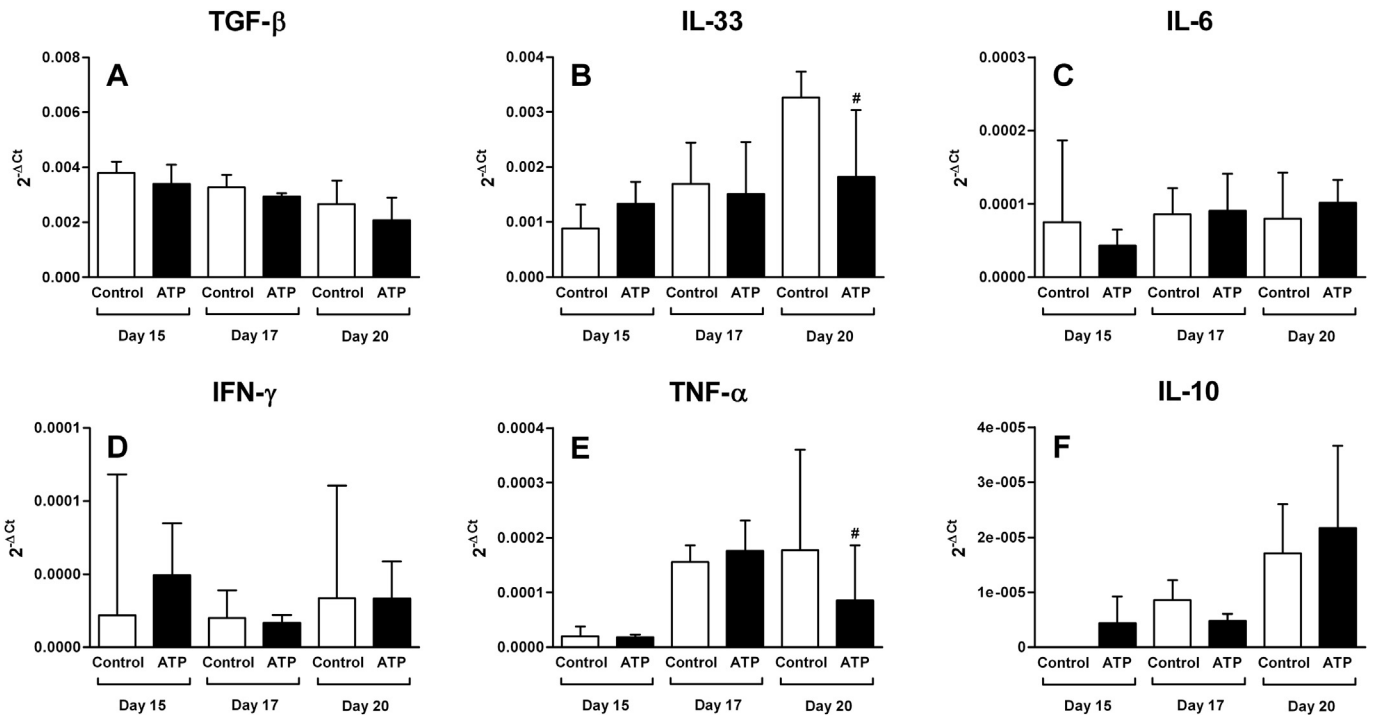 TGF-β
A
0.008
0.006
0.004
0.002
0.000
2^-ΔCt
Control ATP Control ATP Control ATP
Day 15 Day 17 Day 20
IL-33
B
0.004
0.003
0.002
0.001
0.000
2^-ΔCt
#
Control ATP Control ATP Control ATP
Day 15 Day 17 Day 20
IL-6
C
0.0003
0.0002
0.0001
0.0000
2^-ΔCt
Control ATP Control ATP Control ATP
Day 15 Day 17 Day 20
IFN-γ
D
0.0001
0.0001
0.0000
0.0000
2^-ΔCt
Control ATP Control ATP Control ATP
Day 15 Day 17 Day 20
TNF-α
E
0.0004
0.0003
0.0002
0.0001
0.0000
2^-ΔCt
#
Control ATP Control ATP Control ATP
Day 15 Day 17 Day 20
IL-10
F
4e-005
3e-005
2e-005
1e-005
0
2^-ΔCt
Control ATP Control ATP Control ATP
Day 15 Day 17 Day 20